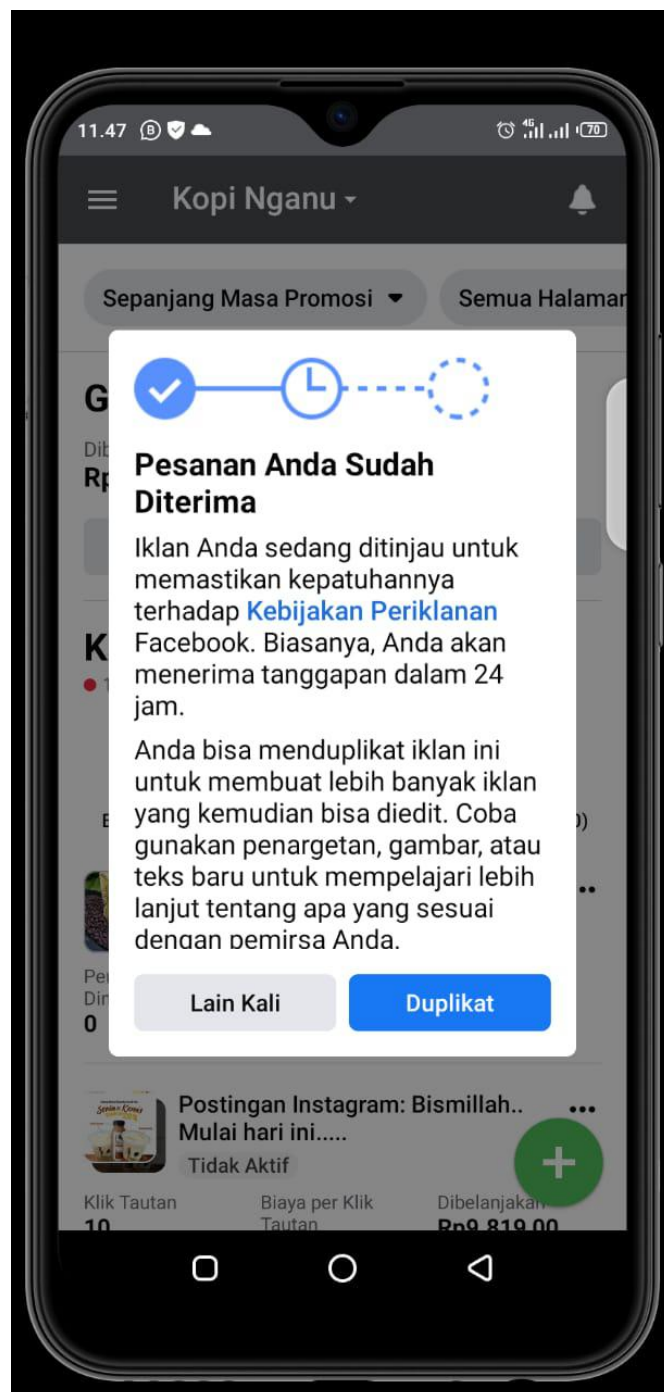 11.47
4G
70
Kopi Nganu
Sepanjang Masa Promosi
Semua Halaman
G
Dib
Rp
Pesanan Anda Sudah
Diterima
Iklan Anda sedang ditinjau untuk
memastikan kepatuhannya
terhadap Kebijakan Periklanan
Facebook. Biasanya, Anda akan
menerima tanggapan dalam 24
jam.
K
1
Anda bisa menduplikat iklan ini
untuk membuat lebih banyak iklan
yang kemudian bisa diedit. Coba
gunakan penargetan, gambar, atau
teks baru untuk mempelajari lebih
lanjut tentang apa yang sesuai
dengan pemirsa Anda.
Lain Kali
Duplikat
0
Postingan Instagram: Bismillah..
Mulai hari ini.....
Tidak Aktif
Klik Tautan
Biaya per Klik
Tautan
Dibelanjakan
10
Rp9.819,00